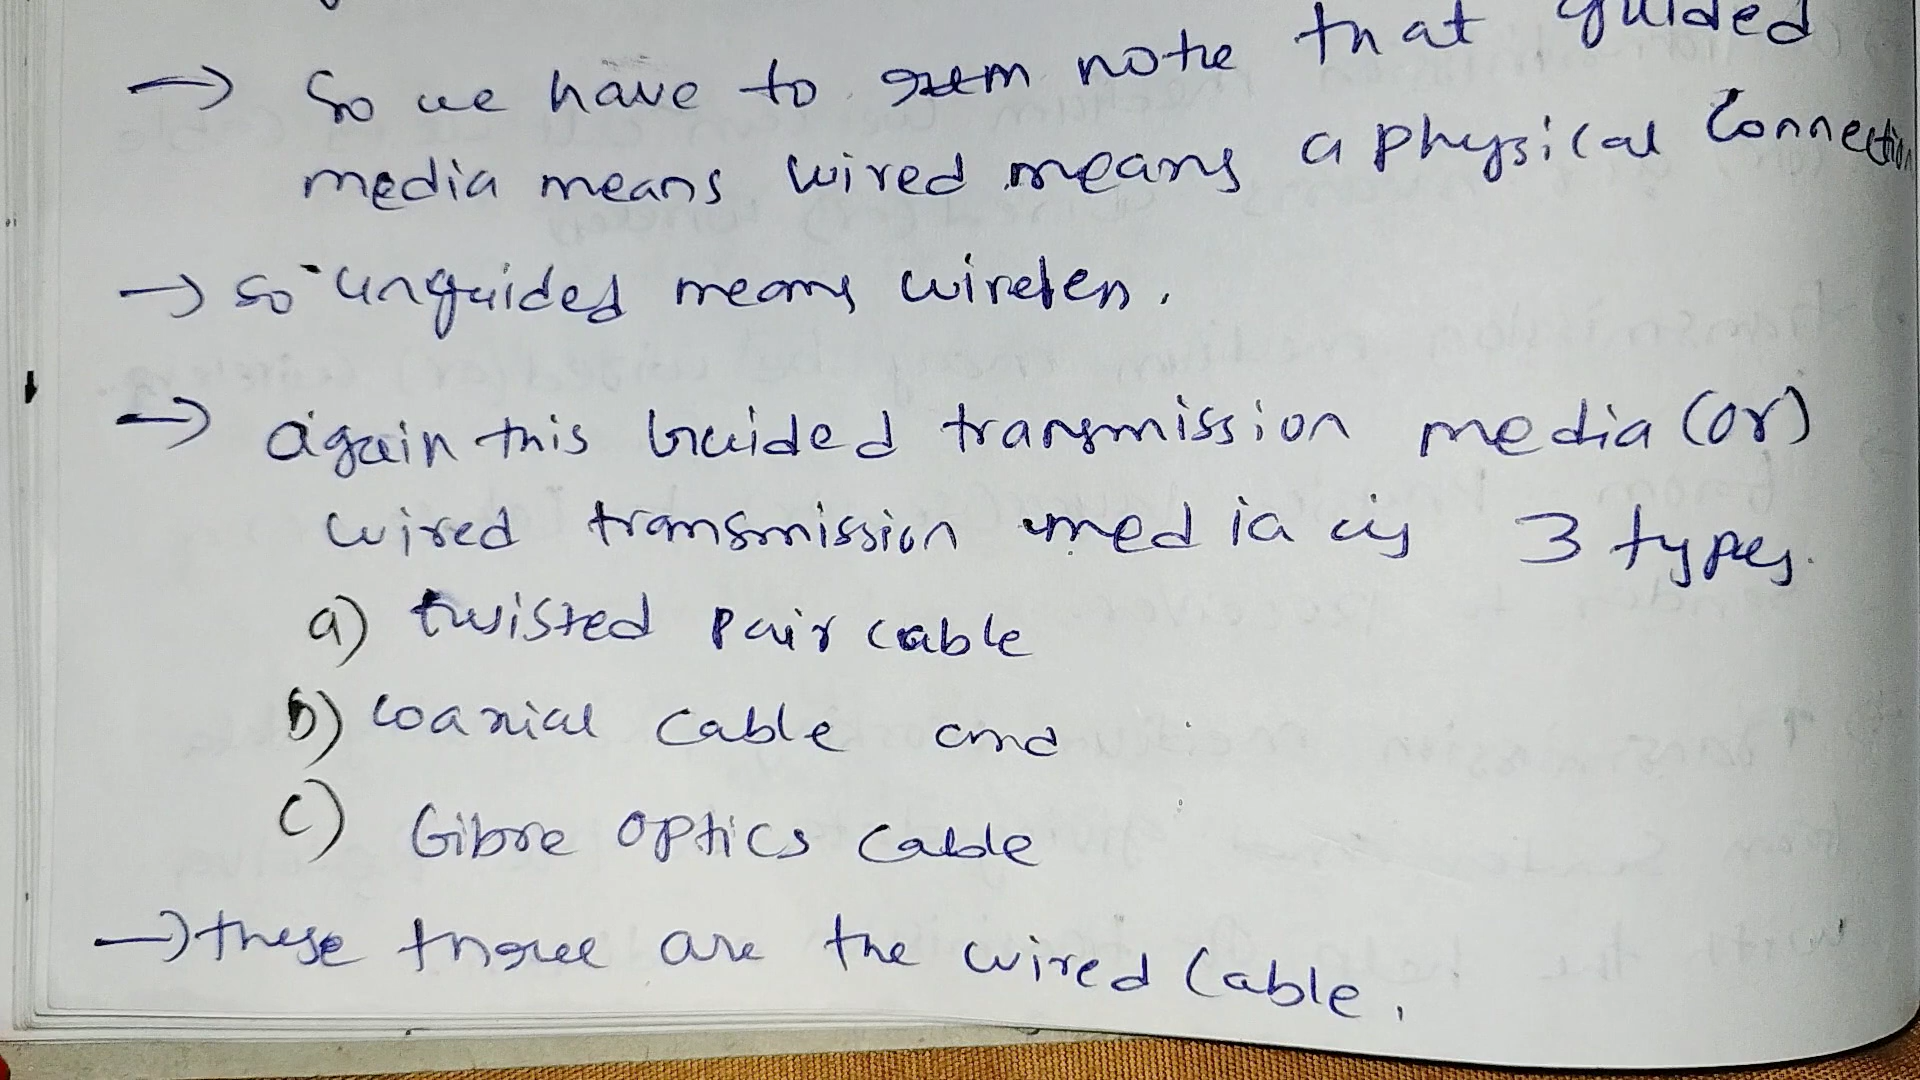 → So we have to note that guided
media means wired means a physical Connection
→ so unguided means wireless.
→ again this Guided transmission media (or)
wired transmission media is 3 types.
a) twisted pair cable
b) coaxial cable and
c) Gibre optics cable
→ these three are the wired cable.